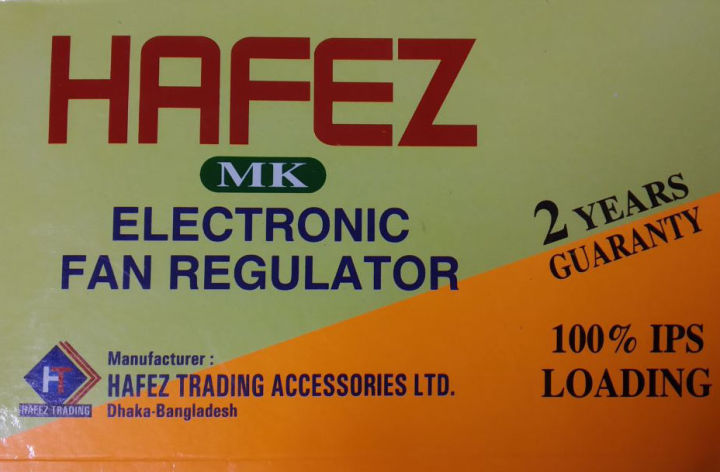 HAFEZ
MK
ELECTRONIC
FAN REGULATOR
2 YEARS
GUARANTY
100% IPS
LOADING
HT
HAFEZ TRADING
Manufacturer :
HAFEZ TRADING ACCESSORIES LTD.
Dhaka-Bangladesh